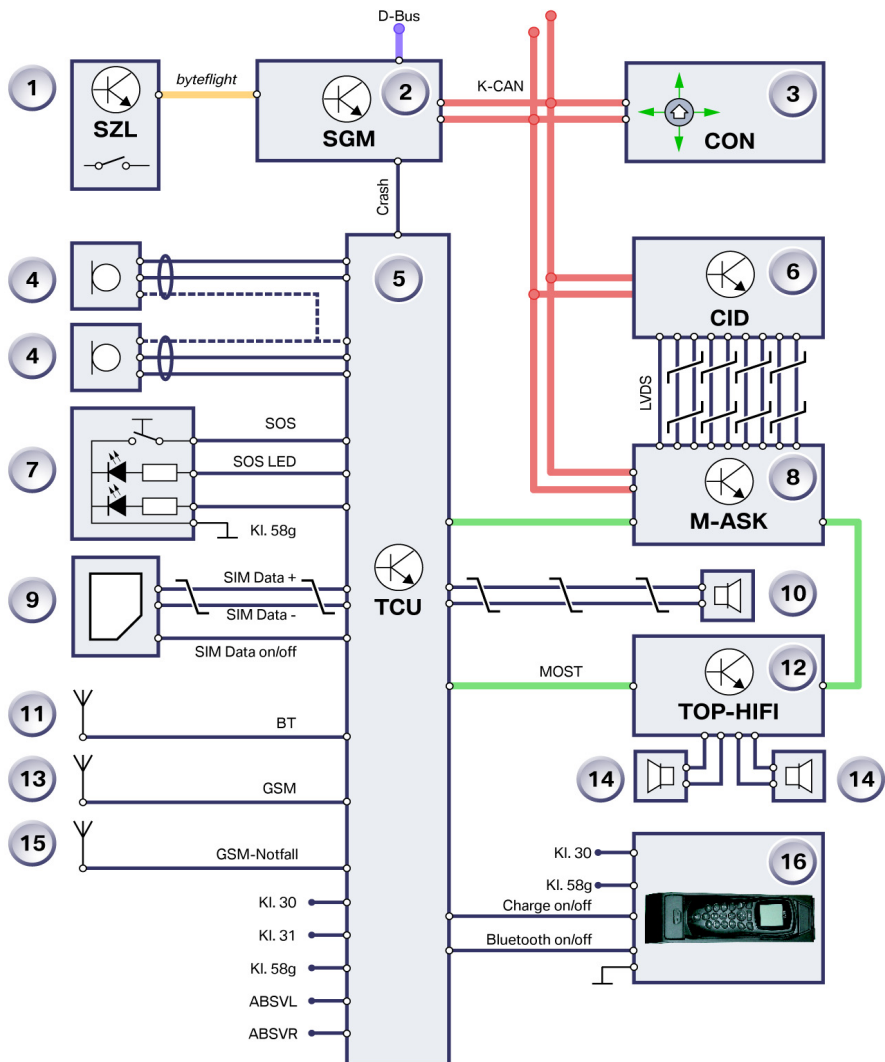 D-Bus
1
SZL
byteflight
2
SGM
K-CAN
3
CON
Crash
4
5
6
CID
4
LVDS
7
SOS
SOS LED
Kl. 58g
8
M-ASK
9
SIM Data +
SIM Data -
SIM Data on/off
TCU
10
11
BT
MOST
12
TOP-HIFI
13
GSM
14
14
15
GSM-Notfall
Kl. 30
Kl. 31
Kl. 58g
ABSVL
ABSVR
Kl. 30
Kl. 58g
Charge on/off
Bluetooth on/off
16